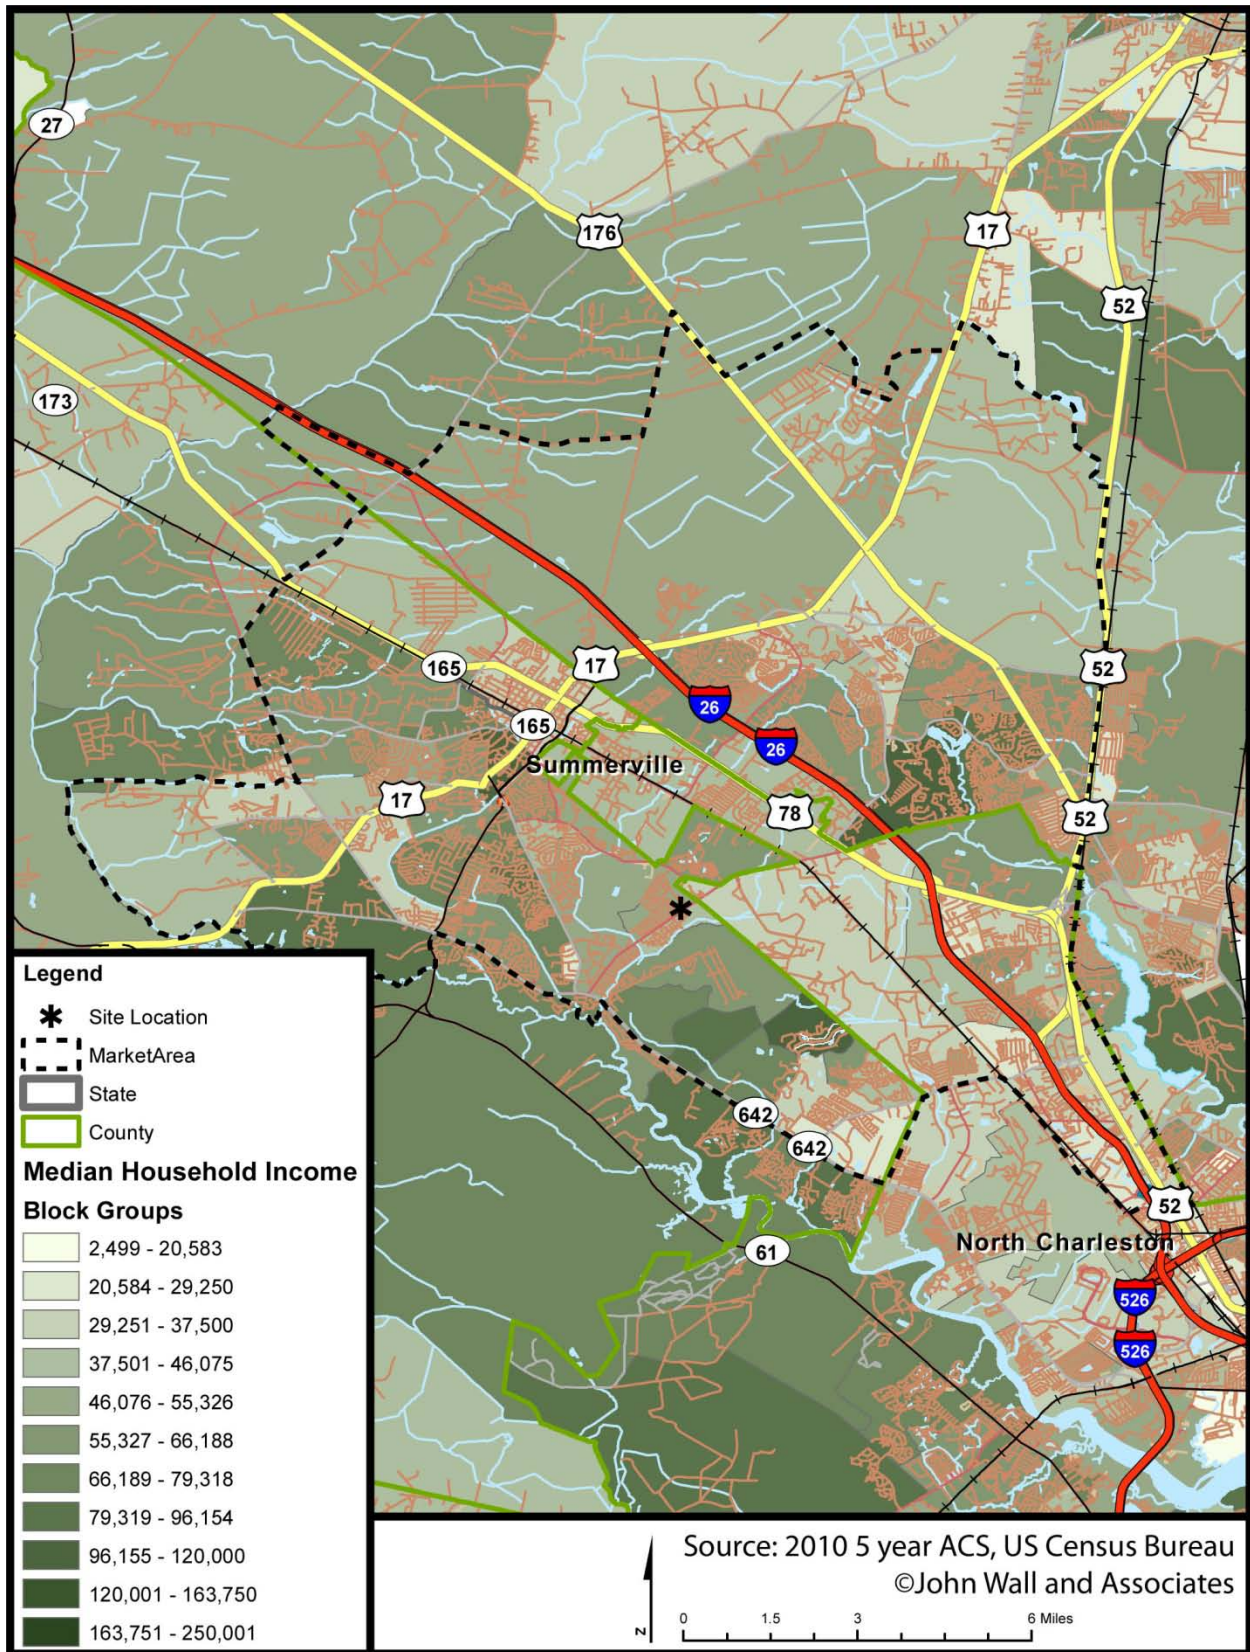 27
176
17
52
173
165
17
52
26
165
26
Summerville
17
78
52
642
642
52
61
North Charleston
526
526
Legend
Site Location
MarketArea
State
County
Median Household Income
Block Groups
2,499 - 20,583
20,584 - 29,250
29,251 - 37,500
37,501 - 46,075
46,076 - 55,326
55,327 - 66,188
66,189 - 79,318
79,319 - 96,154
96,155 - 120,000
120,001 - 163,750
163,751 - 250,001
N
Source: 2010 5 year ACS, US Census Bureau
©John Wall and Associates
0 1.5 3 6 Miles